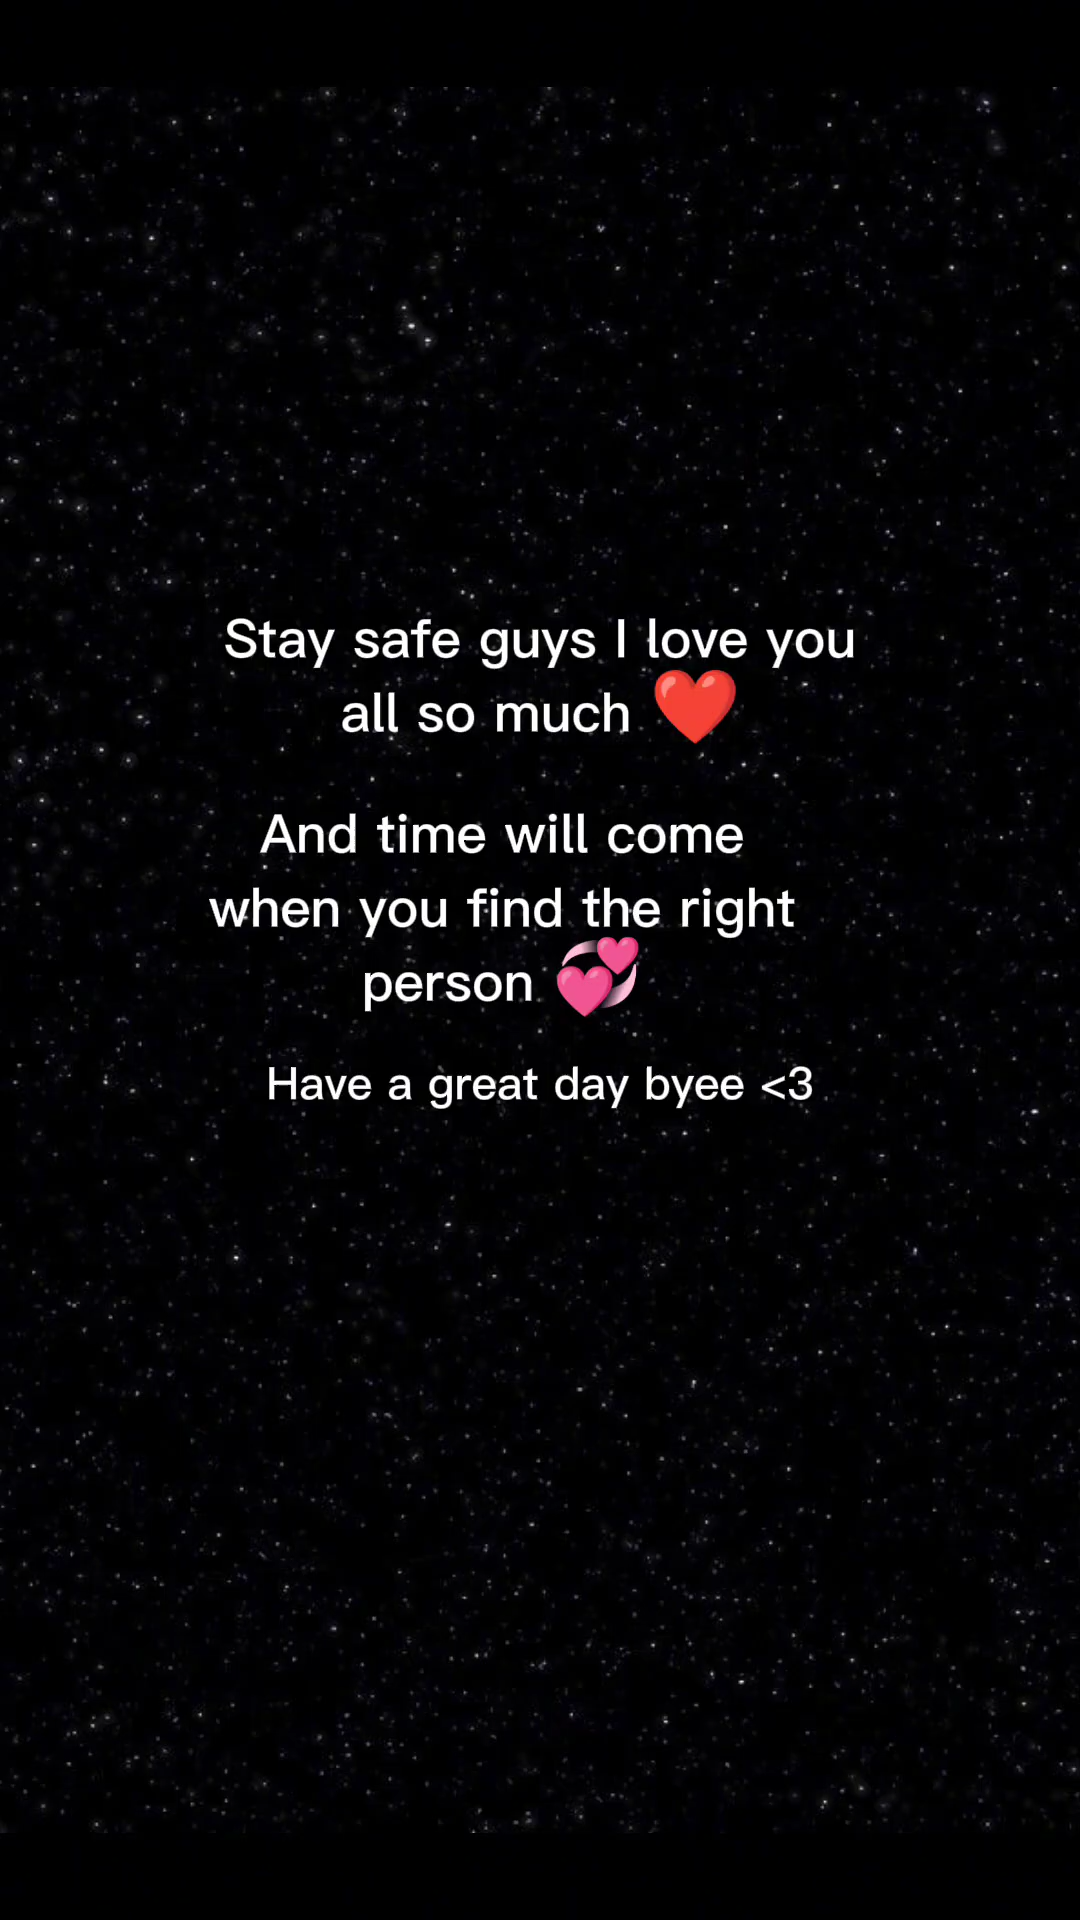 Stay safe guys I love you
all so much ❤️
And time will come
when you find the right
person 💞
Have a great day byee <3